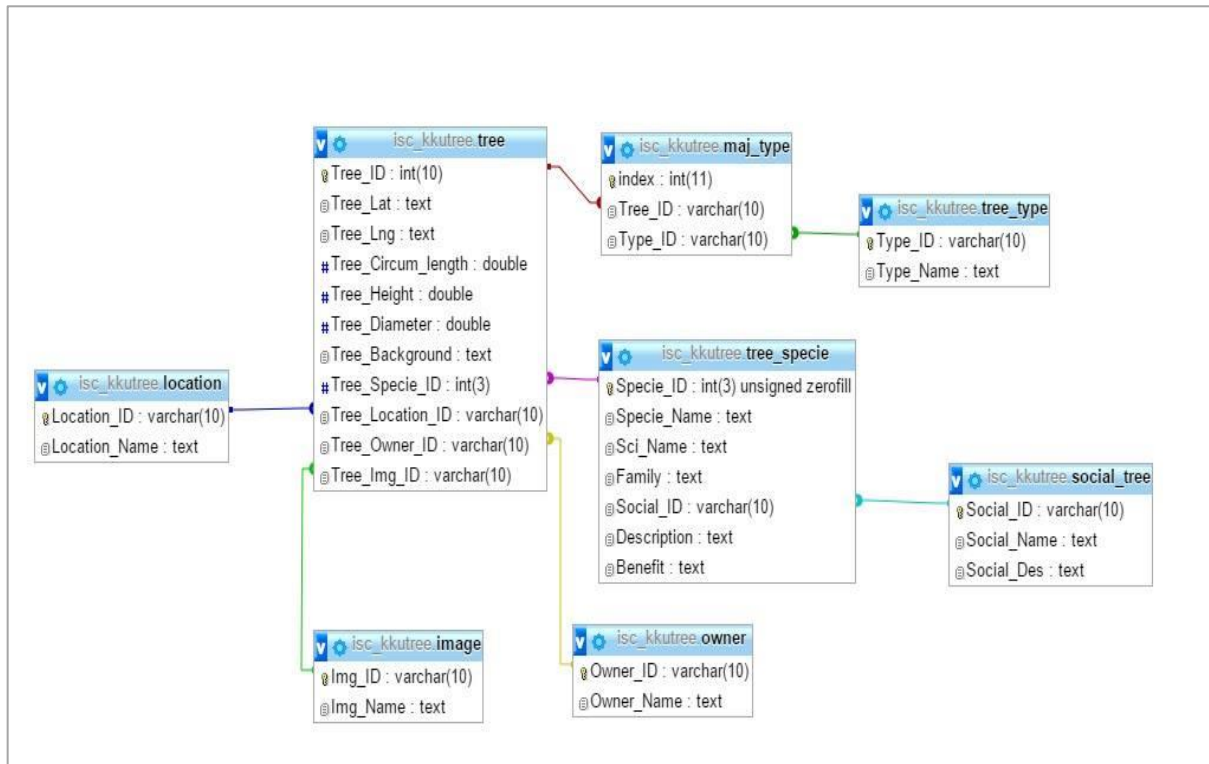 isc_kkutree.tree
Tree_ID : int(10)
Tree_Lat : text
Tree_Lng : text
Tree_Circum_length : double
Tree_Height : double
Tree_Diameter : double
Tree_Background : text
Tree_Specie_ID : int(3)
Tree_Location_ID : varchar(10)
Tree_Owner_ID : varchar(10)
Tree_Img_ID : varchar(10)
isc_kkutree.maj_type
index : int(11)
Tree_ID : varchar(10)
Type_ID : varchar(10)
isc_kkutree.tree_type
Type_ID : varchar(10)
Type_Name : text
isc_kkutree.location
Location_ID : varchar(10)
Location_Name : text
isc_kkutree.tree_specie
Specie_ID : int(3) unsigned zerofill
Specie_Name : text
Sci_Name : text
Family : text
Social_ID : varchar(10)
Description : text
Benefit : text
isc_kkutree.social_tree
Social_ID : varchar(10)
Social_Name : text
Social_Des : text
isc_kkutree.image
Img_ID : varchar(10)
Img_Name : text
isc_kkutree.owner
Owner_ID : varchar(10)
Owner_Name : text